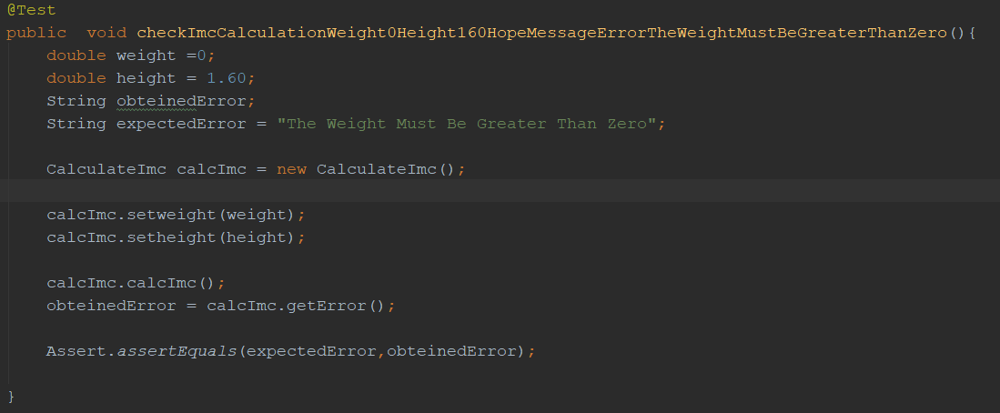 @Test
public  void checkImcCalculationWeight0Height160HopeMessageErrorTheWeightMustBeGreaterThanZero(){
    double weight =0;
    double height = 1.60;
    String obteinedError;
    String expectedError = "The Weight Must Be Greater Than Zero";

    CalculateImc calcImc = new CalculateImc();

    calcImc.setweight(weight);
    calcImc.setheight(height);

    calcImc.calcImc();
    obteinedError = calcImc.getError();

    Assert.assertEquals(expectedError,obteinedError);

}